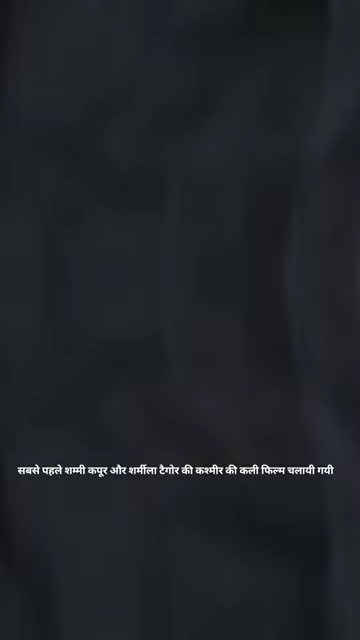 सबसे पहले शम्मी कपूर और शर्मीला टैगोर की कश्मीर की कली फिल्म चलायी गयी